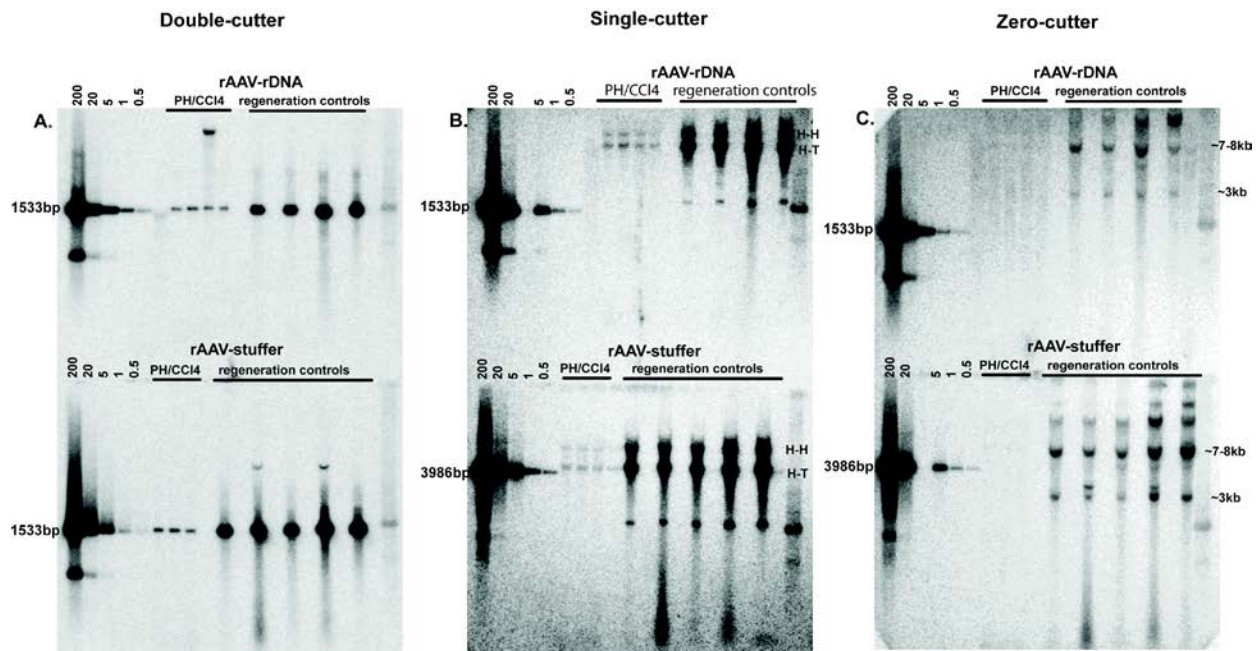 Double-cutter
Single-cutter
Zero-cutter
A.
rAAV-rDNA
200 20 5 1 0.5
PH/CCl4 regeneration controls
1533bp
rAAV-stuffer
200 20 5 1 0.5
PH/CCl4 regeneration controls
1533bp
B.
rAAV-rDNA
200 20 5 1 0.5
PH/CCl4 regeneration controls
H-H
H-T
1533bp
rAAV-stuffer
200 20 5 1 0.5
PH/CCl4 regeneration controls
H-H
3986bp H-T
C.
rAAV-rDNA
200 20 5 1 0.5
PH/CCl4 regeneration controls
~7-8kb
~3kb
1533bp
rAAV-stuffer
200 20 5 1 0.5
PH/CCl4 regeneration controls
~7-8kb
3986bp
~3kb